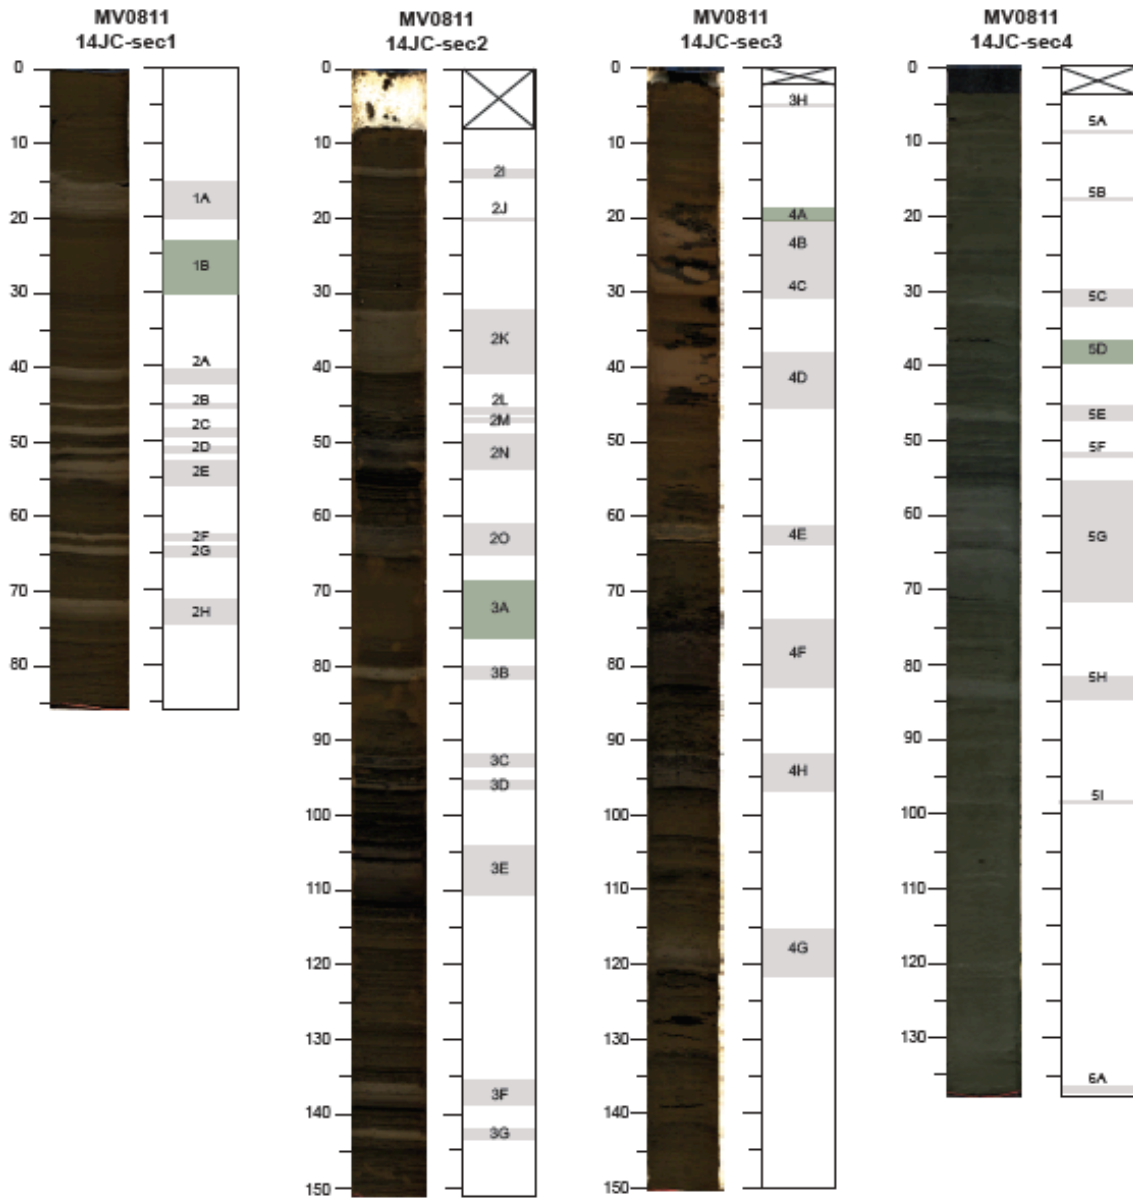 MV0811
14JC-sec1
0
10
20
30
40
50
60
70
80
1A
1B
2A
2B
2C
2D
2E
2F
2G
2H
MV0811
14JC-sec2
0
10
20
30
40
50
60
70
80
90
100
110
120
130
140
150
2I
2J
2K
2L
2M
2N
2O
3A
3B
3C
3D
3E
3F
3G
MV0811
14JC-sec3
0
10
20
30
40
50
60
70
80
90
100
110
120
130
140
150
3H
4A
4B
4C
4D
4E
4F
4H
4G
MV0811
14JC-sec4
0
10
20
30
40
50
60
70
80
90
100
110
120
130
5A
5B
5C
5D
5E
5F
5G
5H
5I
6A